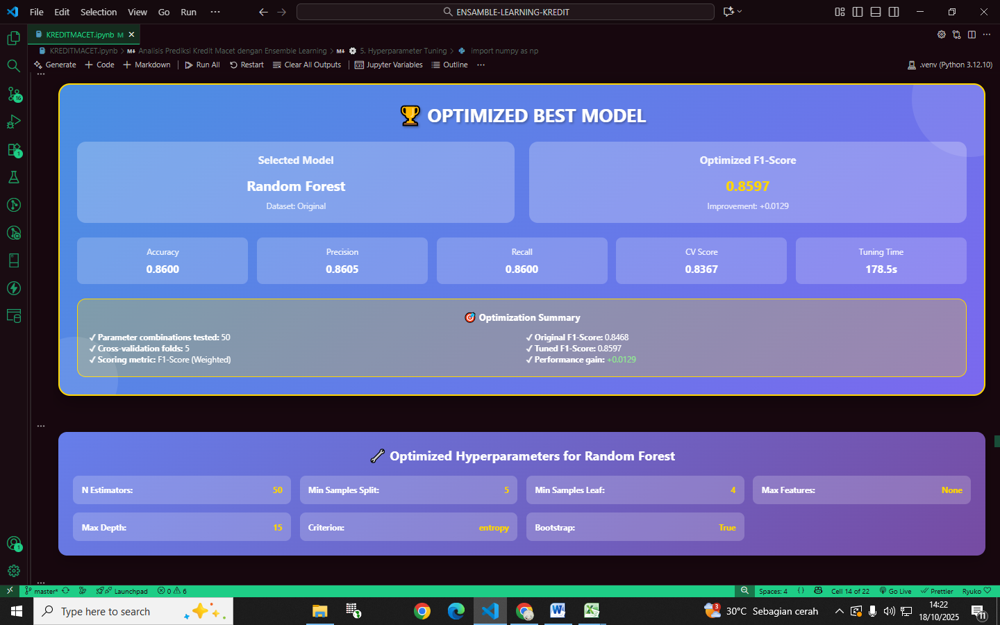 File Edit Selection View Go Run ···
ENSAMBLE-LEARNING-KREDIT
KREDITMACET.ipynb M
KREDITMACET.ipynb > M↓ Analisis Prediksi Kredit Macet dengan Ensemble Learning > M↓ 5. Hyperparameter Tuning > import numpy as np
Generate + Code + Markdown | Run All Restart Clear All Outputs | Jupyter Variables Outline ···
.venv (Python 3.12.10)
16
1
OPTIMIZED BEST MODEL
Selected Model
Random Forest
Dataset: Original
Optimized F1-Score
0.8597
Improvement: +0.0129
Accuracy
0.8600
Precision
0.8605
Recall
0.8600
CV Score
0.8367
Tuning Time
178.5s
Optimization Summary
✓ Parameter combinations tested: 50
✓ Cross-validation folds: 5
✓ Scoring metric: F1-Score (Weighted)
✓ Original F1-Score: 0.8468
✓ Tuned F1-Score: 0.8597
✓ Performance gain: +0.0129
Optimized Hyperparameters for Random Forest
N Estimators: 50
Min Samples Split: 5
Min Samples Leaf: 4
Max Features: None
Max Depth: 15
Criterion: entropy
Bootstrap: True
1
master* Launchpad 0 6
Spaces: 4 {} Cell 14 of 22 Go Live Prettier Ryuko
Type here to search
3
30°C Sebagian cerah
14:22
18/10/2025
11